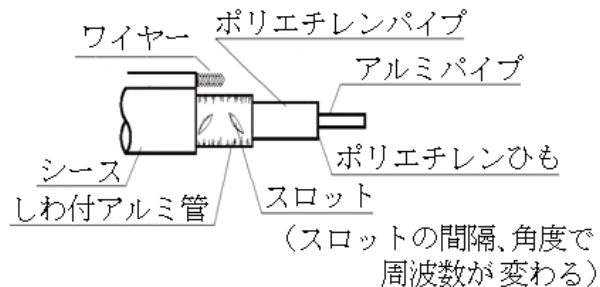 ポリエチレンパイプ
ワイヤー
アルミパイプ
ポリエチレンひも
シース
スロット
しわ付アルミ管
（スロットの間隔、角度で
周波数が変わる）